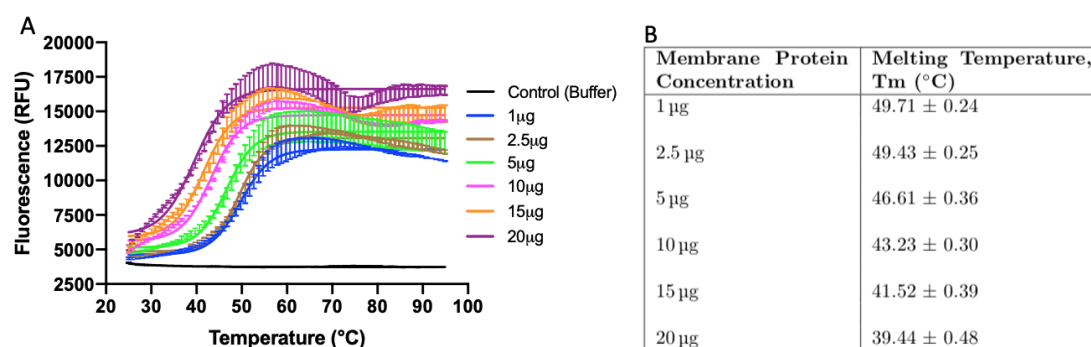 A
20000
17500
15000
12500
10000
7500
5000
2500
20 30 40 50 60 70 80 90 100
Fluorescence (RFU)
Temperature (°C)
Control (Buffer)
1µg
2.5µg
5µg
10µg
15µg
20µg
B
Membrane Protein Concentration | Melting Temperature, Tm (°C)
1 µg 49.71 ± 0.24
2.5 µg 49.43 ± 0.25
5 µg 46.61 ± 0.36
10 µg 43.23 ± 0.30
15 µg 41.52 ± 0.39
20 µg 39.44 ± 0.48